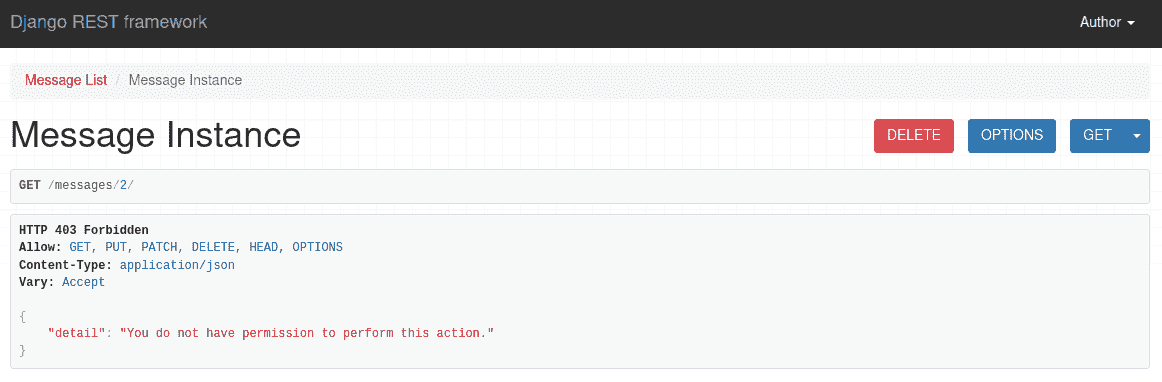 Django REST framework
Author
Message List / Message Instance
Message Instance
DELETE
OPTIONS
GET
GET /messages/2/
HTTP 403 Forbidden
Allow: GET, PUT, PATCH, DELETE, HEAD, OPTIONS
Content-Type: application/json
Vary: Accept
{
    "detail": "You do not have permission to perform this action."
}